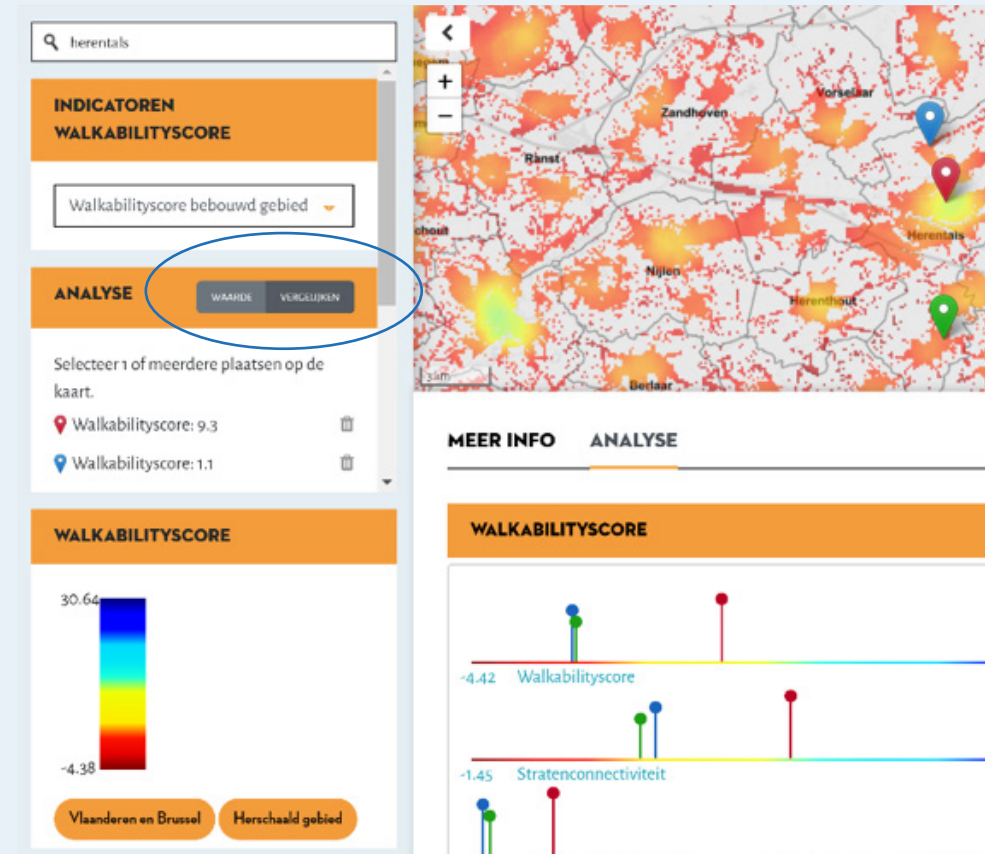 herentals
INDICATOREN
WALKABILITYSCORE
Walkabilityscore bebouwd gebied
ANALYSE
WAARDE
VERGELIJKEN
Selecteer 1 of meerdere plaatsen op de
kaart.
Walkabilityscore: 9.3
Walkabilityscore: 1.1
WALKABILITYSCORE
30.64
-4.38
Vlaanderen en Brussel
Herschaald gebied
+
−
Vorselaar
Zandhoven
Ranst
Herentals
Nijlen
Herenthout
Berlaar
MEER INFO
ANALYSE
WALKABILITYSCORE
-4.42 Walkabilityscore
-1.45 Stratenconnectiviteit